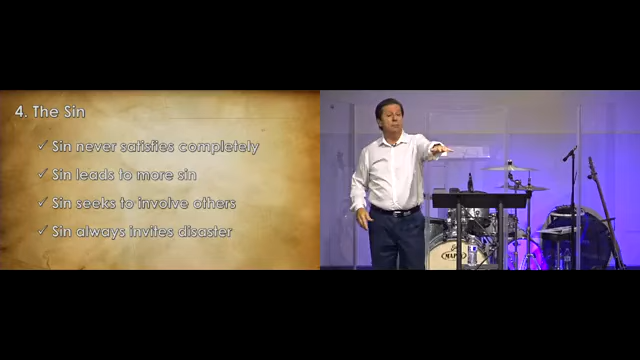 4. The Sin
✓ Sin never satisfies completely
✓ Sin leads to more sin
✓ Sin seeks to involve others
✓ Sin always invites disaster
MAPEX